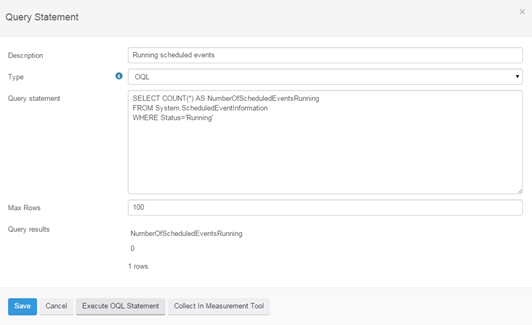 Query Statement
×
Description
Running scheduled events
Type
OQL
Query statement
SELECT COUNT(*) AS NumberOfScheduledEventsRunning
FROM System.ScheduledEventInformation
WHERE Status='Running'
Max Rows
100
Query results
NumberOfScheduledEventsRunning
0
1 rows.
Save Cancel Execute OQL Statement Collect In Measurement Tool